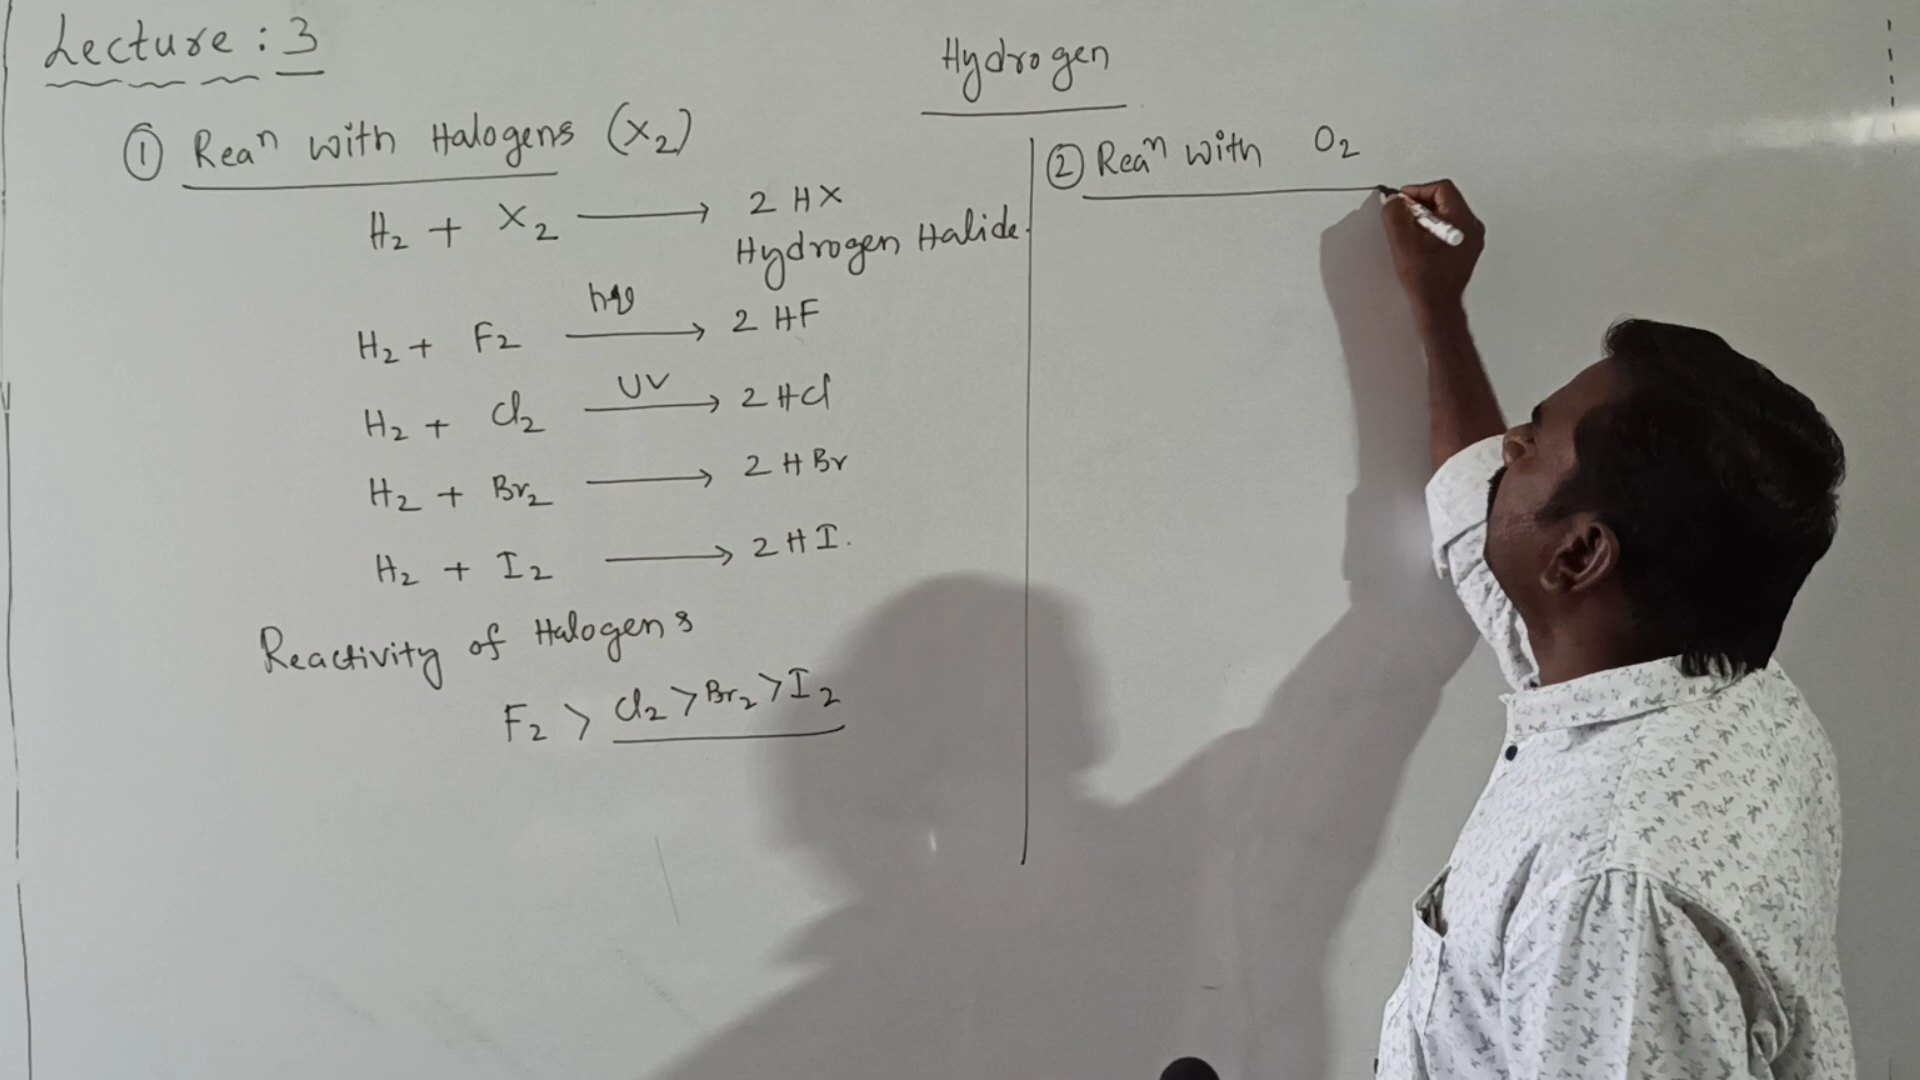 Lecture : 3
Hydrogen
① Reaⁿ with Halogens (X₂)
H₂ + X₂ ⟶ 2 HX
Hydrogen Halide.
H₂ + F₂ ⟶ 2 HF
hν
H₂ + Cl₂ ⟶ 2 HCl
UV
H₂ + Br₂ ⟶ 2 HBr
H₂ + I₂ ⟶ 2 HI.
Reactivity of Halogens
F₂ > Cl₂ > Br₂ > I₂
② Reaⁿ with O₂